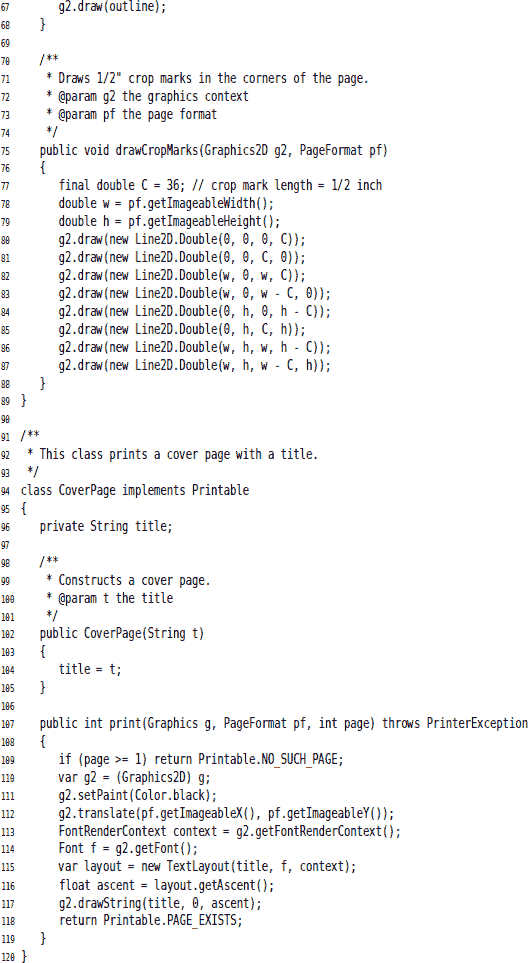 67 g2.draw(outline);
68 }
69
70 /**
71 * Draws 1/2" crop marks in the corners of the page.
72 * @param g2 the graphics context
73 * @param pf the page format
74 */
75 public void drawCropMarks(Graphics2D g2, PageFormat pf)
76 {
77 final double C = 36; // crop mark length = 1/2 inch
78 double w = pf.getImageableWidth();
79 double h = pf.getImageableHeight();
80 g2.draw(new Line2D.Double(0, 0, 0, C));
81 g2.draw(new Line2D.Double(0, 0, C, 0));
82 g2.draw(new Line2D.Double(w, 0, w, C));
83 g2.draw(new Line2D.Double(w, 0, w - C, 0));
84 g2.draw(new Line2D.Double(0, h, 0, h - C));
85 g2.draw(new Line2D.Double(0, h, C, h));
86 g2.draw(new Line2D.Double(w, h, w, h - C));
87 g2.draw(new Line2D.Double(w, h, w - C, h));
88 }
89 }
90
91 /**
92 * This class prints a cover page with a title.
93 */
94 class CoverPage implements Printable
95 {
96 private String title;
97
98 /**
99 * Constructs a cover page.
100 * @param t the title
101 */
102 public CoverPage(String t)
103 {
104 title = t;
105 }
106
107 public int print(Graphics g, PageFormat pf, int page) throws PrinterException
108 {
109 if (page >= 1) return Printable.NO_SUCH_PAGE;
110 var g2 = (Graphics2D) g;
111 g2.setPaint(Color.black);
112 g2.translate(pf.getImageableX(), pf.getImageableY());
113 FontRenderContext context = g2.getFontRenderContext();
114 Font f = g2.getFont();
115 var layout = new TextLayout(title, f, context);
116 float ascent = layout.getAscent();
117 g2.drawString(title, 0, ascent);
118 return Printable.PAGE_EXISTS;
119 }
120 }